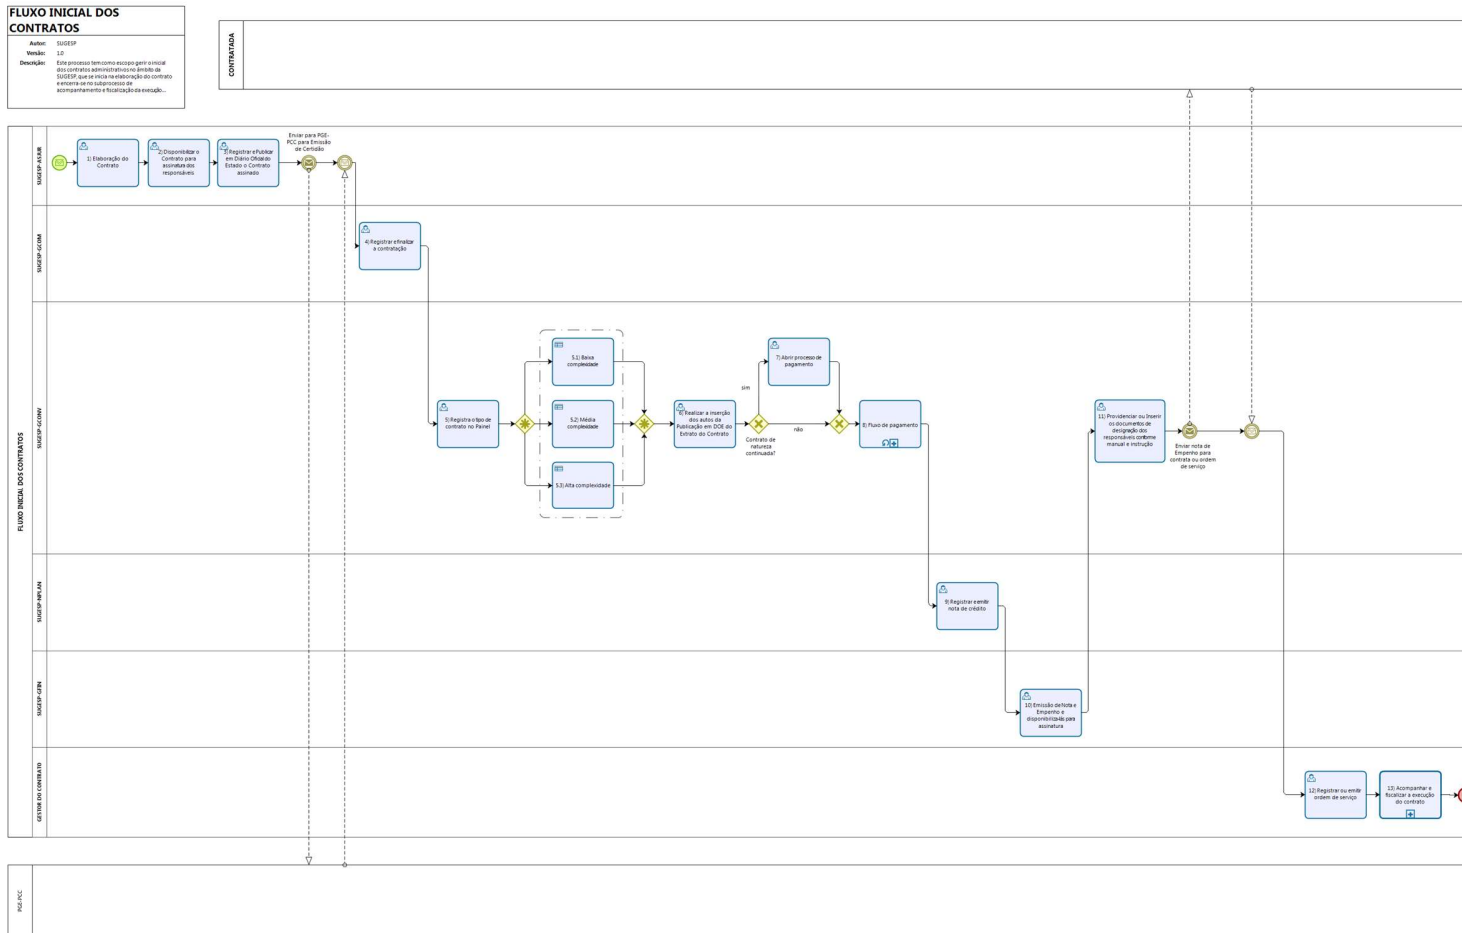 FLUXO INICIAL DOS
CONTRATOS
Autor: SUGESP
Versão: 1.0
Descrição: Este processo tem como escopo gerir o inicial
dos contratos administrativos no âmbito da
SUGESP, que se inicia na elaboração do contrato
e encerra-se no subprocesso de
acompanhamento e fiscalização da execução...
CONTRATADA
FLUXO INICIAL DOS CONTRATOS
SUGESP-ASJUR
1) Elaboração do
Contrato
2) Disponibilizar o
Contrato para
assinatura dos
responsáveis
3) Registrar e Publicar
em Diário Oficial do
Estado o Contrato
assinado
Enviar para PGE-
PCC para Emissão
de Certidão
SUGESP-GCOM
4) Registrar e finalizar
a contratação
SUGESP-GCONV
5) Registra o tipo de
contrato no Painel
5.1) Baixa
complexidade
5.2) Média
complexidade
5.3) Alta complexidade
6) Realizar a inserção
dos autos da
Publicação em DOE do
Extrato do Contrato
sim
não
Contrato de
natureza
continuada?
7) Abrir processo de
pagamento
8) Fluxo de pagamento
11) Providenciar ou Inserir
os documentos de
designação dos
responsáveis conforme
manual e instrução
Enviar nota de
Empenho para
contrata ou ordem
de serviço
SUGESP-NPLAN
9) Registrar e emitir
nota de crédito
SUGESP-GFIN
10) Emissão de Nota e
Empenho e
disponibilizá-las para
assinatura
GESTOR DO CONTRATO
12) Registrar ou emitir
ordem de serviço
13) Acompanhar e
fiscalizar a execução
do contrato
PGE-PCC